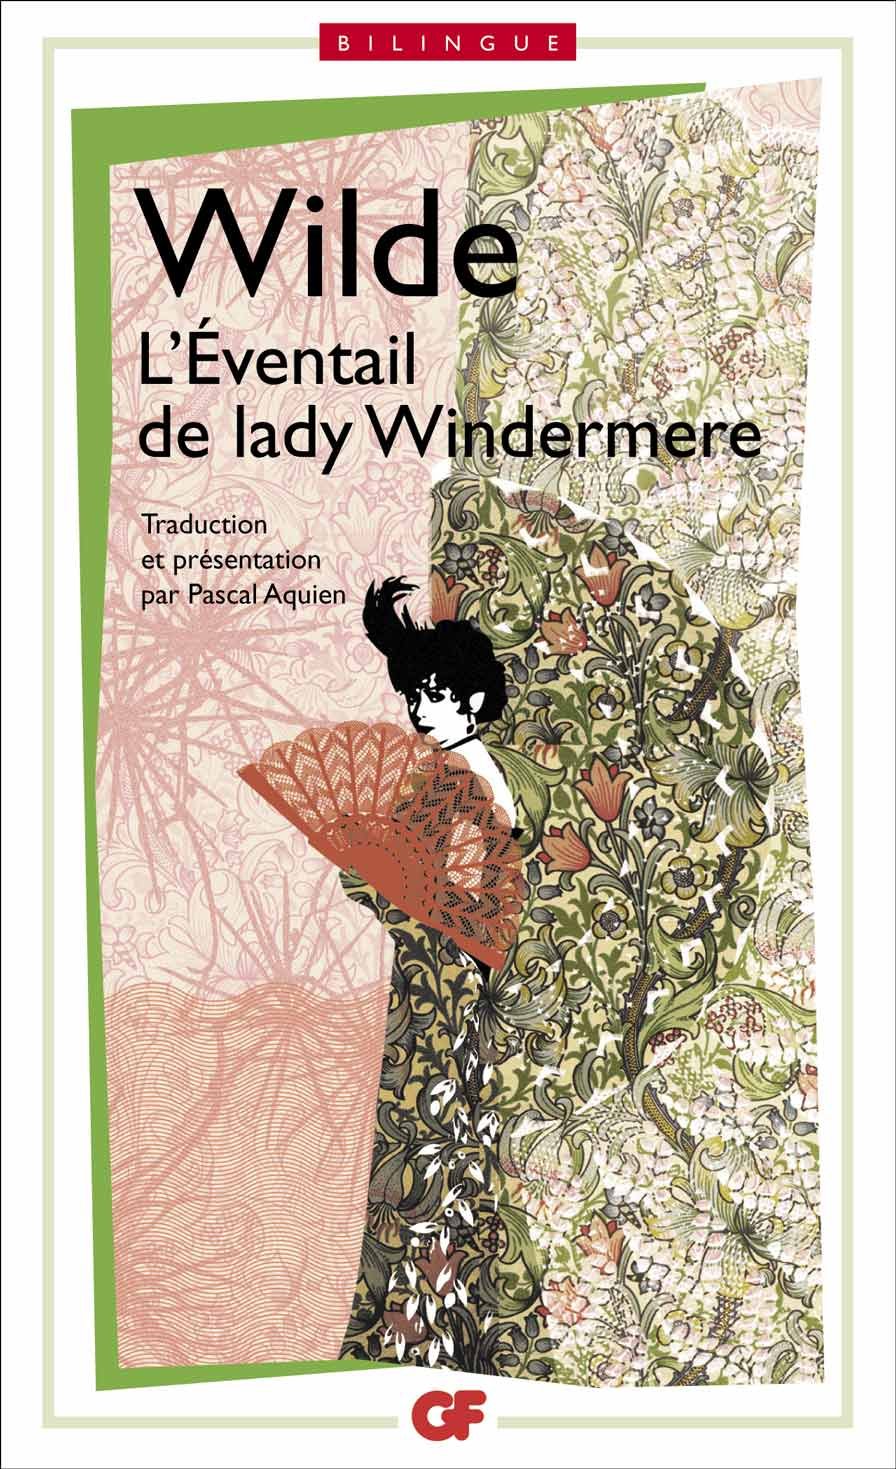 BILINGUE
Wilde
L’Éventail
de lady Windermere
Traduction
et présentation
par Pascal Aquien
GF